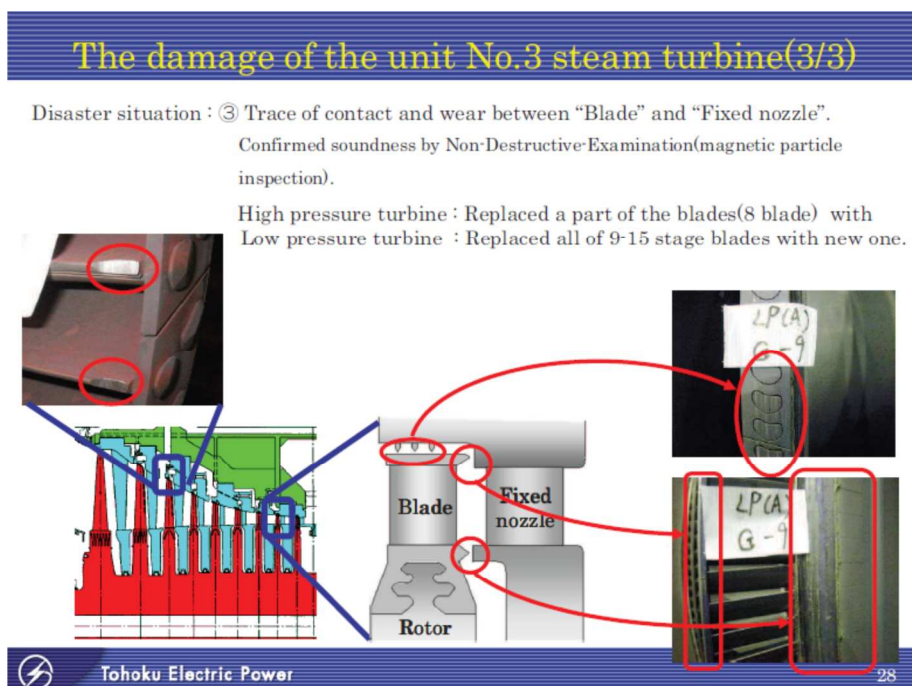 The damage of the unit No.3 steam turbine(3/3)
Disaster situation : ③ Trace of contact and wear between “Blade” and “Fixed nozzle”.
Confirmed soundness by Non-Destructive-Examination(magnetic particle
inspection).
High pressure turbine : Replaced a part of the blades(8 blade) with
Low pressure turbine : Replaced all of 9-15 stage blades with new one.
LP(A)
G-9
Blade
Fixed
nozzle
LP(A)
G-9
Rotor
Tohoku Electric Power
28